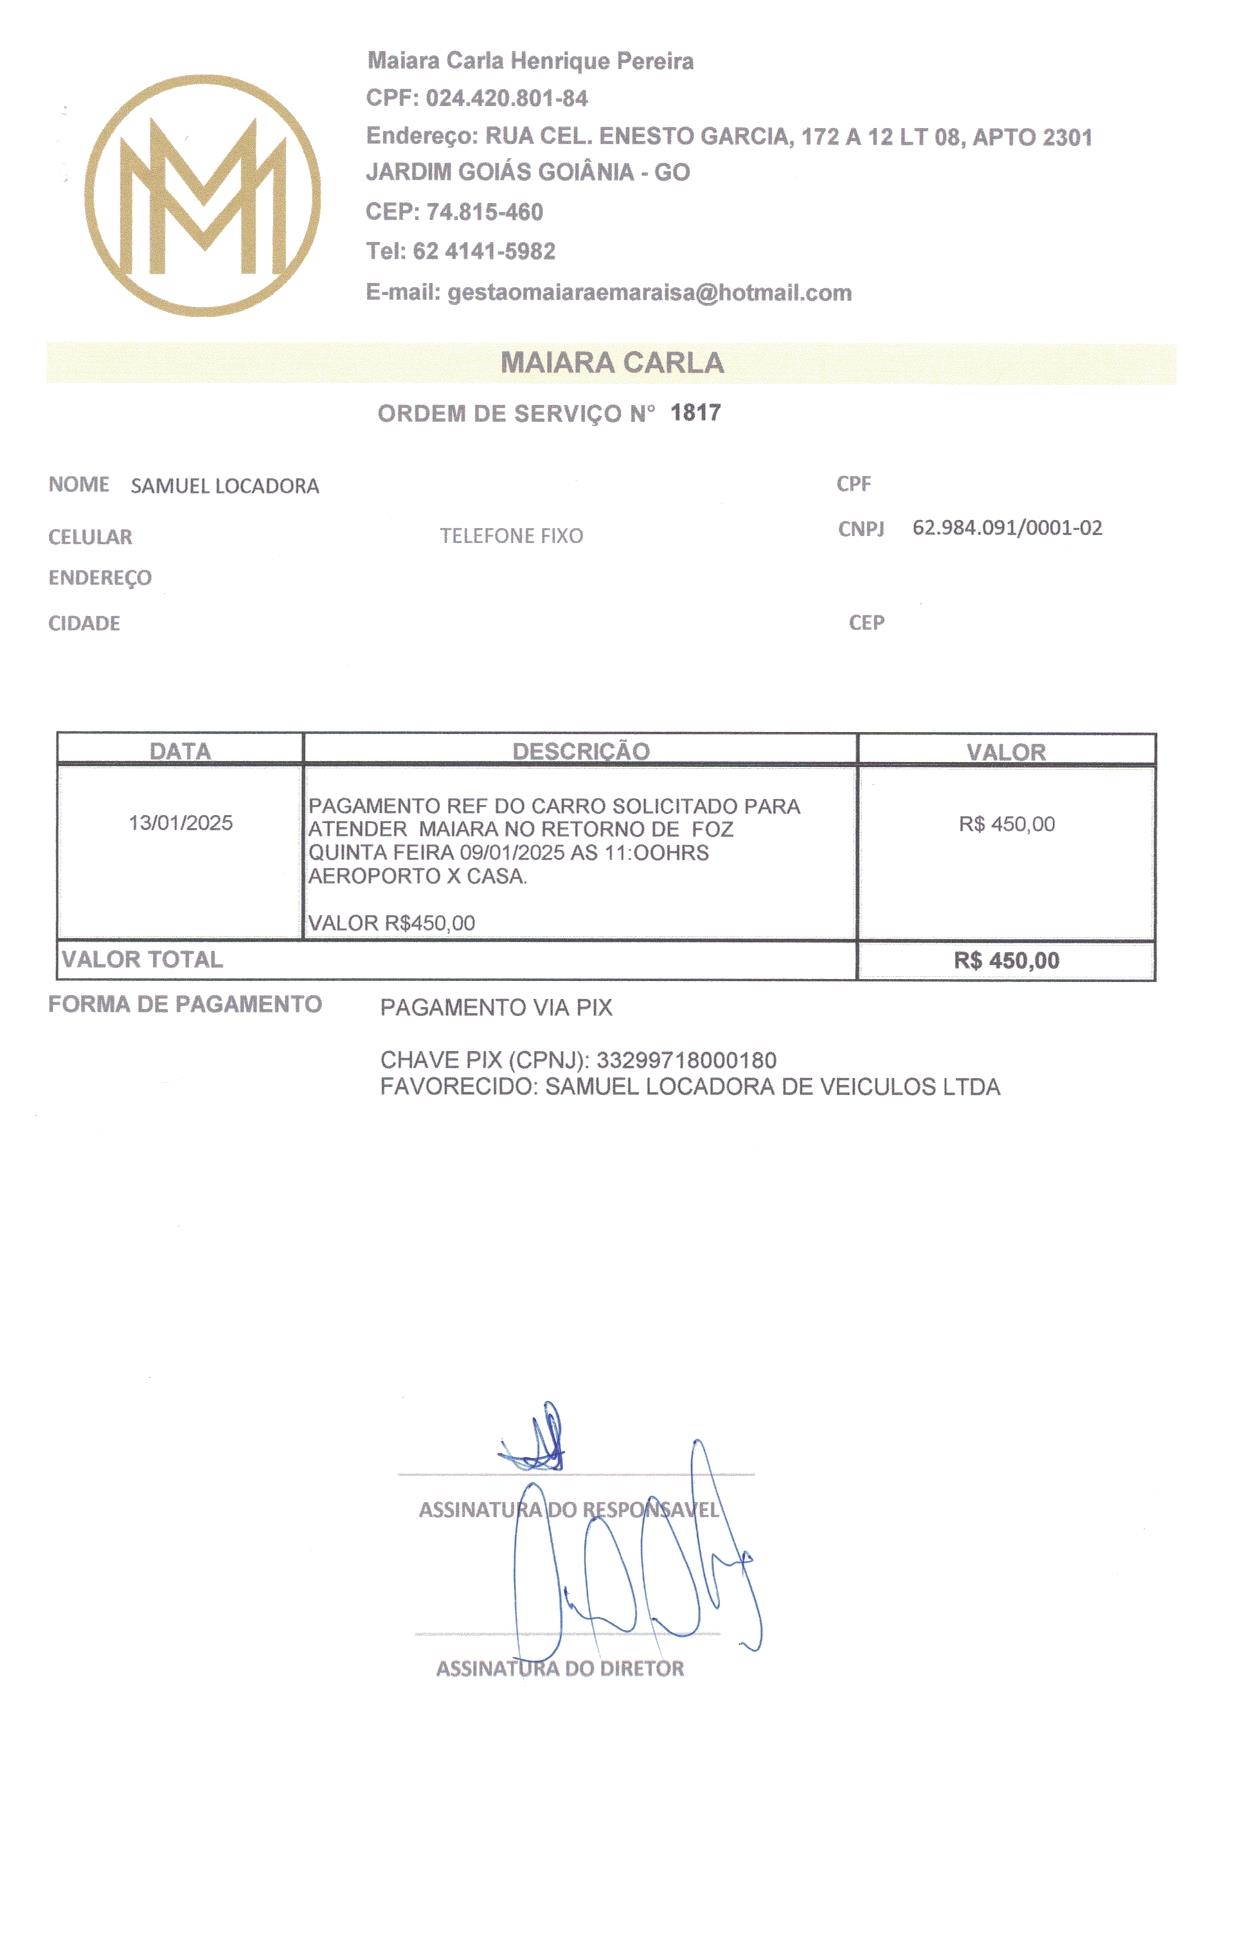 Maiara Carla Henrique Pereira
CPF: 024.420.801-84
Endereço: RUA CEL. ENESTO GARCIA, 172 A 12 LT 08, APTO 2301
JARDIM GOIÁS GOIÂNIA - GO
CEP: 74.815-460
Tel: 62 4141-5982
E-mail: gestaomaiaraemaraisa@hotmail.com
MAIARA CARLA
ORDEM DE SERVIÇO N° 1817
NOME SAMUEL LOCADORA CPF
CELULAR TELEFONE FIXO CNPJ 62.984.091/0001-02
ENDEREÇO
CIDADE CEP
DATA DESCRIÇÃO VALOR
PAGAMENTO REF DO CARRO SOLICITADO PARA
13/01/2025 ATENDER MAIARA NO RETORNO DE FOZ R$ 450,00
QUINTA FEIRA 09/01/2025 AS 11:OOHRS
AEROPORTO X CASA.
VALOR R$450,00
VALOR TOTAL R$ 450,00
FORMA DE PAGAMENTO PAGAMENTO VIA PIX
CHAVE PIX (CPNJ): 33299718000180
FAVORECIDO: SAMUEL LOCADORA DE VEICULOS LTDA
ASSINATURA DO RESPONSAVEL
ASSINATURA DO DIRETOR